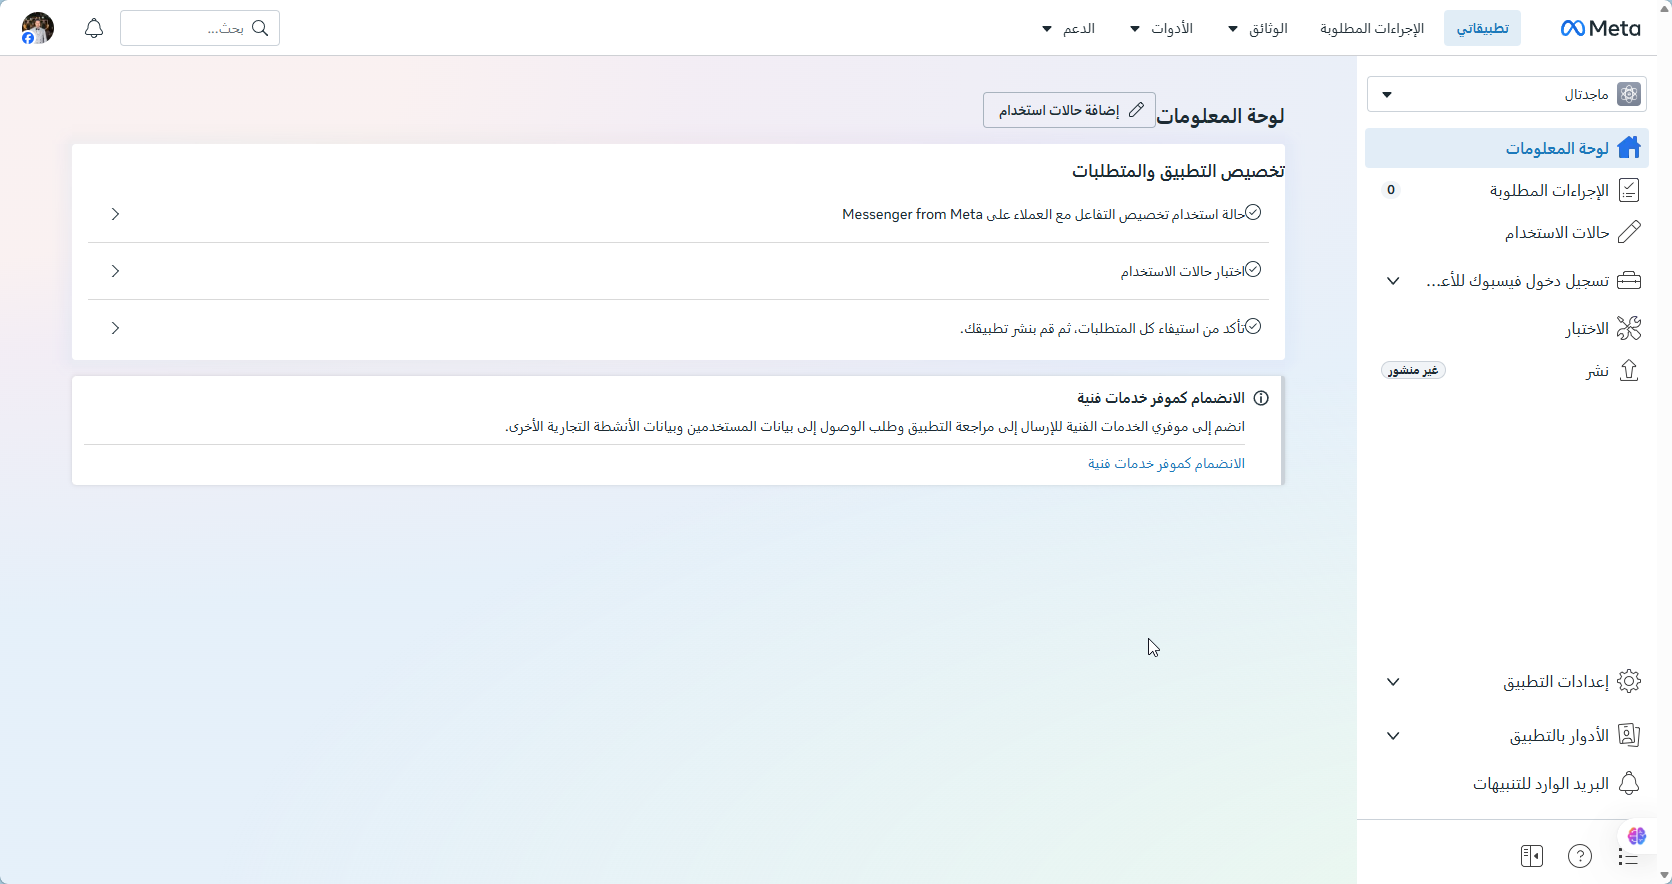 Meta
تطبيقاتي
الإجراءات المطلوبة
الوثائق
الأدوات
الدعم
بحث...
ماجدتال
لوحة المعلومات
الإجراءات المطلوبة
0
حالات الاستخدام
تسجيل دخول فيسبوك للأعـ...
الاختبار
نشر
غير منشور
إعدادات التطبيق
الأدوار بالتطبيق
البريد الوارد للتنبيهات
لوحة المعلومات
إضافة حالات استخدام
تخصيص التطبيق والمتطلبات
حالة استخدام تخصيص التفاعل مع العملاء على Messenger from Meta
اختبار حالات الاستخدام
تأكد من استيفاء كل المتطلبات، ثم قم بنشر تطبيقك.
الانضمام كموفر خدمات فنية
انضم إلى موفري الخدمات الفنية للإرسال إلى مراجعة التطبيق وطلب الوصول إلى بيانات المستخدمين وبيانات الأنشطة التجارية الأخرى.
الانضمام كموفر خدمات فنية